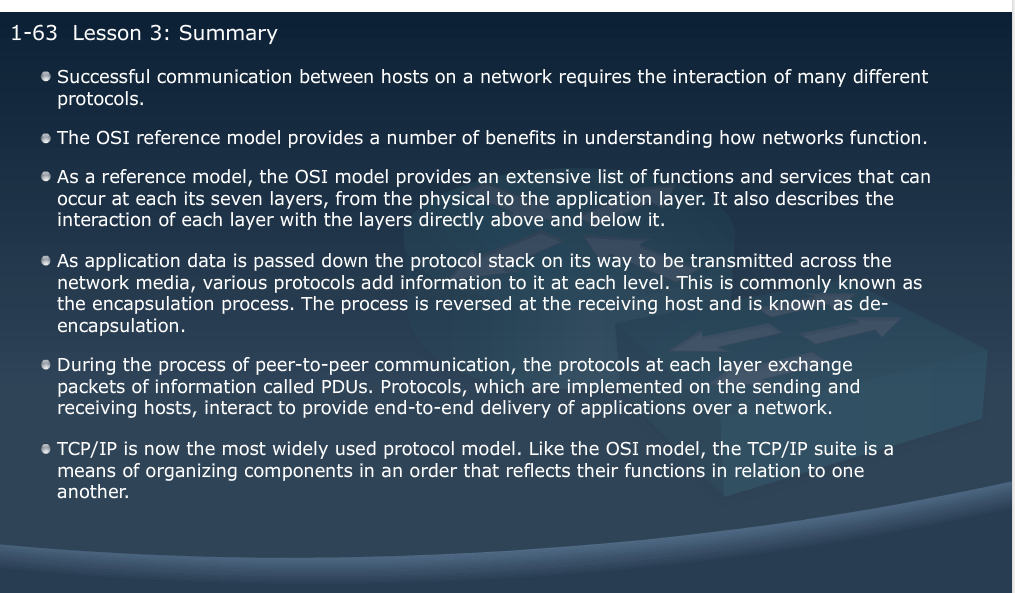 1-63 Lesson 3: Summary
Successful communication between hosts on a network requires the interaction of many different
protocols.
The OSI reference model provides a number of benefits in understanding how networks function.
As a reference model, the OSI model provides an extensive list of functions and services that can
occur at each its seven layers, from the physical to the application layer. It also describes the
interaction of each layer with the layers directly above and below it.
As application data is passed down the protocol stack on its way to be transmitted across the
network media, various protocols add information to it at each level. This is commonly known as
the encapsulation process. The process is reversed at the receiving host and is known as de-
encapsulation.
During the process of peer-to-peer communication, the protocols at each layer exchange
packets of information called PDUs. Protocols, which are implemented on the sending and
receiving hosts, interact to provide end-to-end delivery of applications over a network.
TCP/IP is now the most widely used protocol model. Like the OSI model, the TCP/IP suite is a
means of organizing components in an order that reflects their functions in relation to one
another.